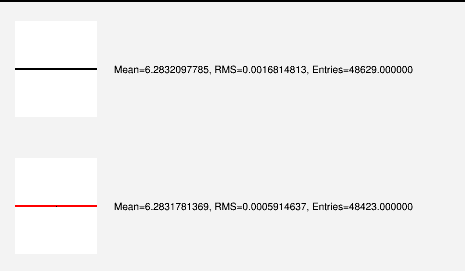 Mean=6.2832097785, RMS=0.0016814813, Entries=48629.000000
Mean=6.2831781369, RMS=0.0005914637, Entries=48423.000000